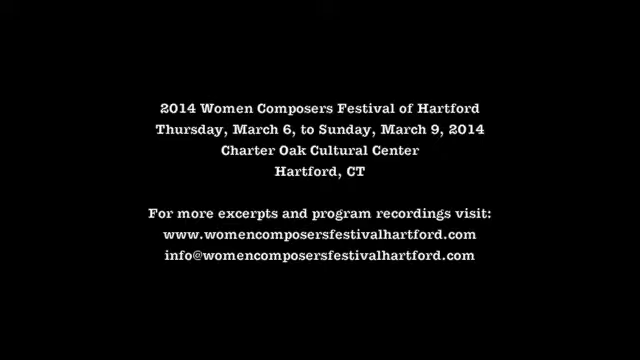 2014 Women Composers Festival of Hartford
Thursday, March 6, to Sunday, March 9, 2014
Charter Oak Cultural Center
Hartford, CT
For more excerpts and program recordings visit:
www.womencomposersfestivalhartford.com
info@womencomposersfestivalhartford.com